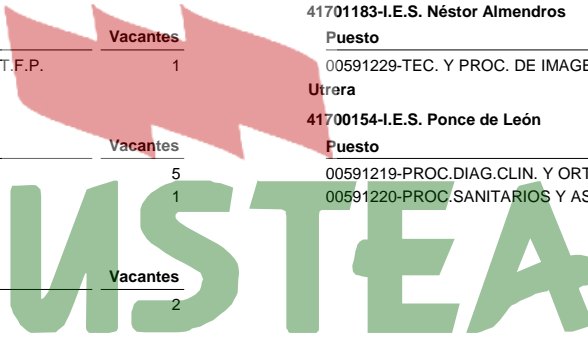 Vacantes
T.F.P. 1
Vacantes
5
1
Vacantes
2
41701183-I.E.S. Néstor Almendros
Puesto
00591229-TEC. Y PROC. DE IMAGE
Utrera
41700154-I.E.S. Ponce de León
Puesto
00591219-PROC.DIAG.CLIN. Y ORT
00591220-PROC.SANITARIOS Y AS
USTEA